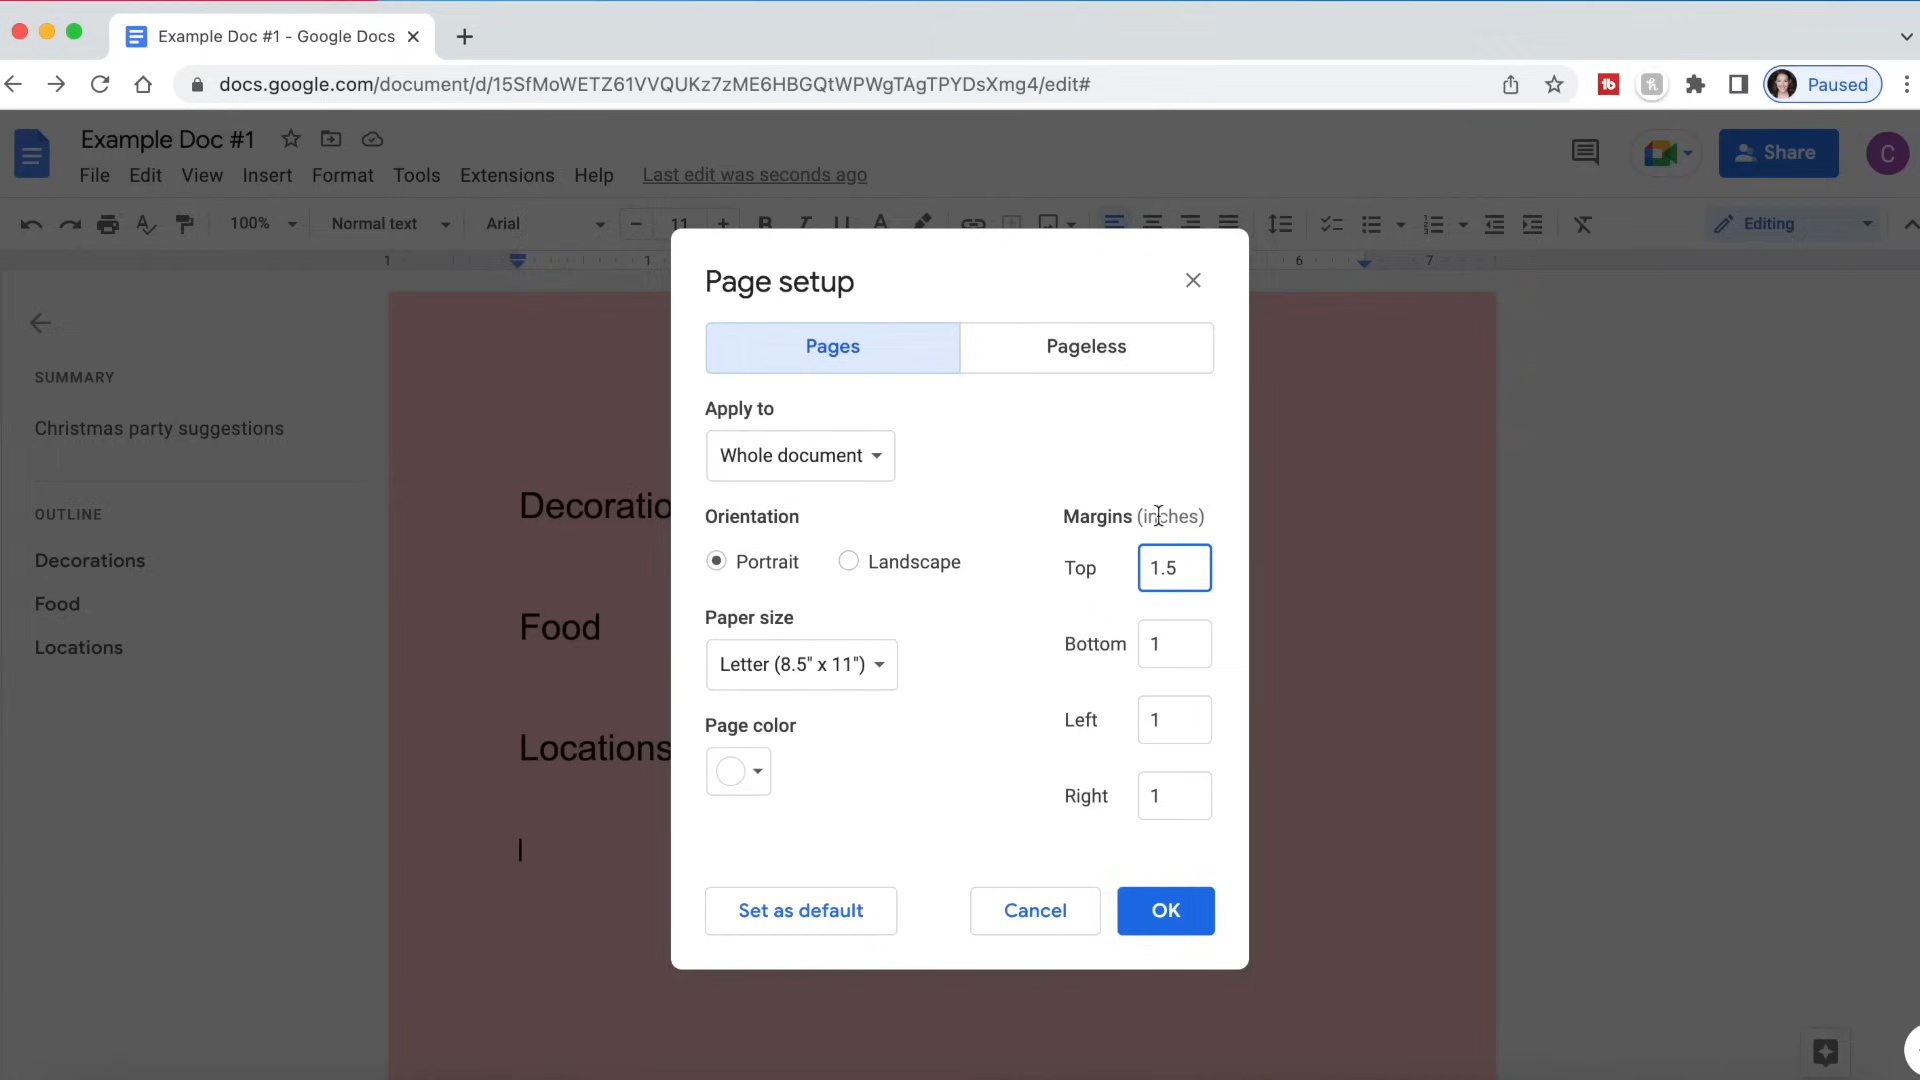 Example Doc #1 - Google Docs
docs.google.com/document/d/15SfMoWETZ61VVQUKz7zME6HBGQtWPWgTAgTPYDsXmg4/edit#
Paused
Example Doc #1
File Edit View Insert Format Tools Extensions Help Last edit was seconds ago
Share
C
100% Normal text Arial 11 B I U A Editing
1 1 6 7
Page setup
Pages Pageless
Apply to
Whole document
Orientation
Portrait Landscape
Paper size
Letter (8.5" x 11")
Page color
Margins (inches)
Top 1.5
Bottom 1
Left 1
Right 1
Set as default Cancel OK
SUMMARY
Christmas party suggestions
OUTLINE
Decorations
Food
Locations
Decoratio
Food
Locations